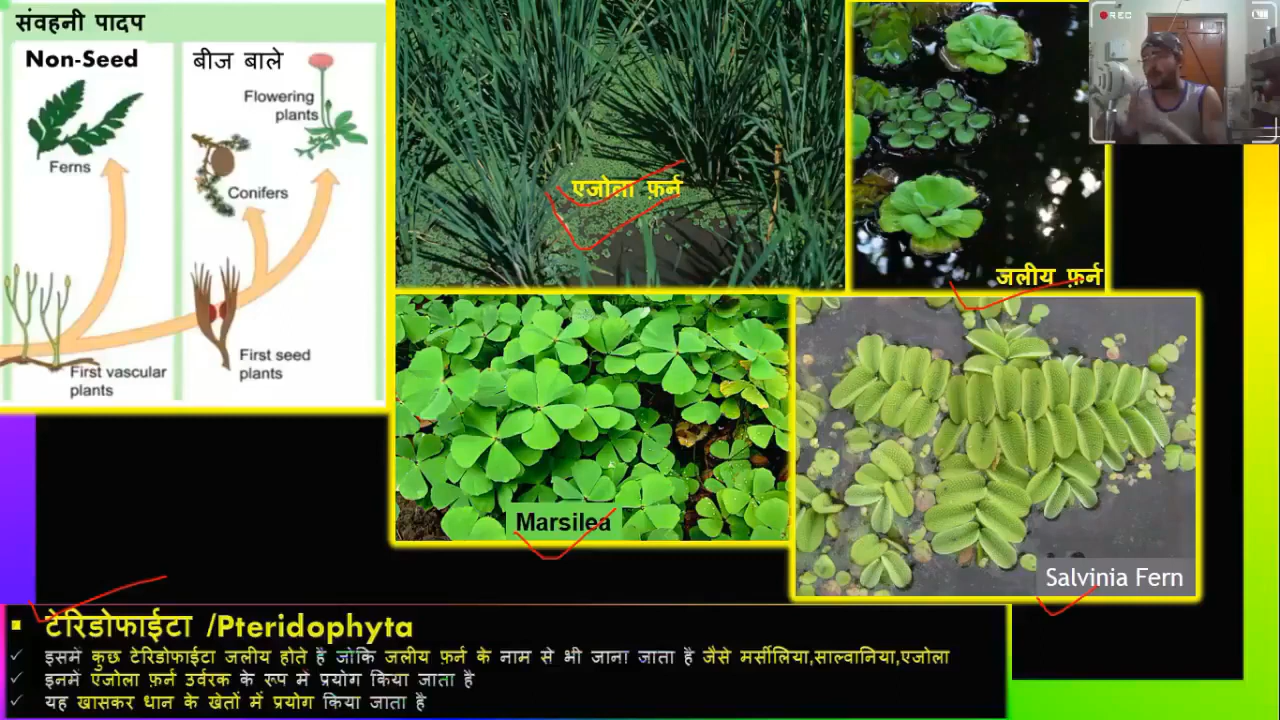 संवहनी पादप
Non-Seed
बीज बाले
Flowering
plants
Ferns
Conifers
First vascular
plants
First seed
plants
एजोला फ़र्न
जलीय फ़र्न
REC
Marsilea
Salvinia Fern
▪ टेरिडोफाईटा /Pteridophyta
✓ इसमें कुछ टेरिडोफाईटा जलीय होते है जोकि जलीय फ़र्न के नाम से भी जाना जाता है जैसे मर्सीलिया,साल्वानिया,एजोला
✓ इनमें एजोला फ़र्न उर्वरक के रूप में प्रयोग किया जाता है
✓ यह खासकर धान के खेतों में प्रयोग किया जाता है